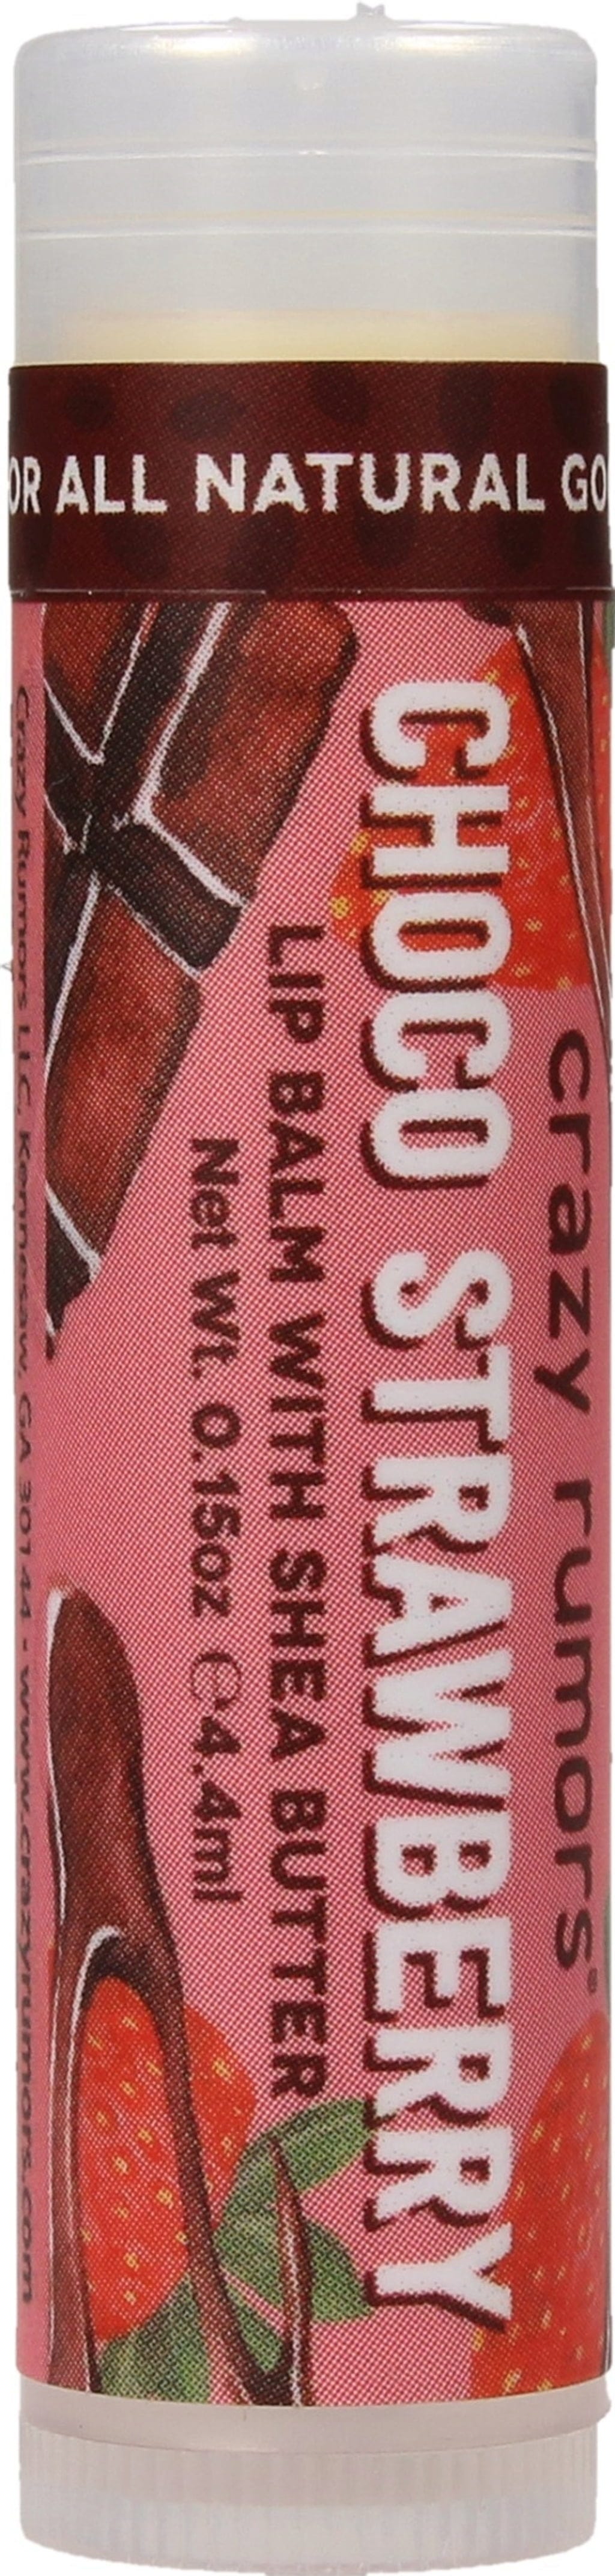 OR ALL NATURAL GO
crazy rumors®
CHOCO STRAWBERRY
LIP BALM WITH SHEA BUTTER
Net Wt. 0.15oz ℮4.4ml
Crazy Rumors LLC, Kennesaw, GA 30144 - www.crazyrumors.com